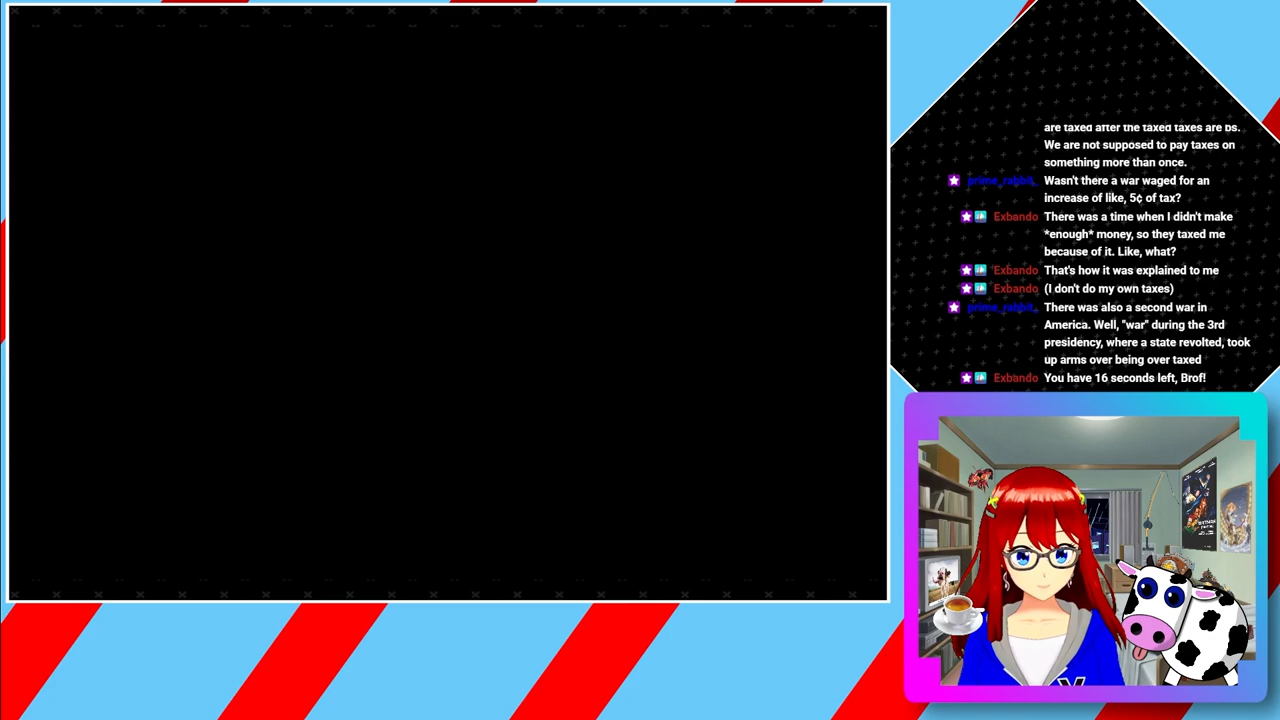 are taxed after the taxed taxes are bs.
We are not supposed to pay taxes on
something more than once.
prime_rabbit_ Wasn't there a war waged for an
increase of like, 5¢ of tax?
Exbando There was a time when I didn't make
*enough* money, so they taxed me
because of it. Like, what?
Exbando That's how it was explained to me
Exbando (I don't do my own taxes)
prime_rabbit_ There was also a second war in
America. Well, "war" during the 3rd
presidency, where a state revolted, took
up arms over being over taxed
Exbando You have 16 seconds left, Brof!